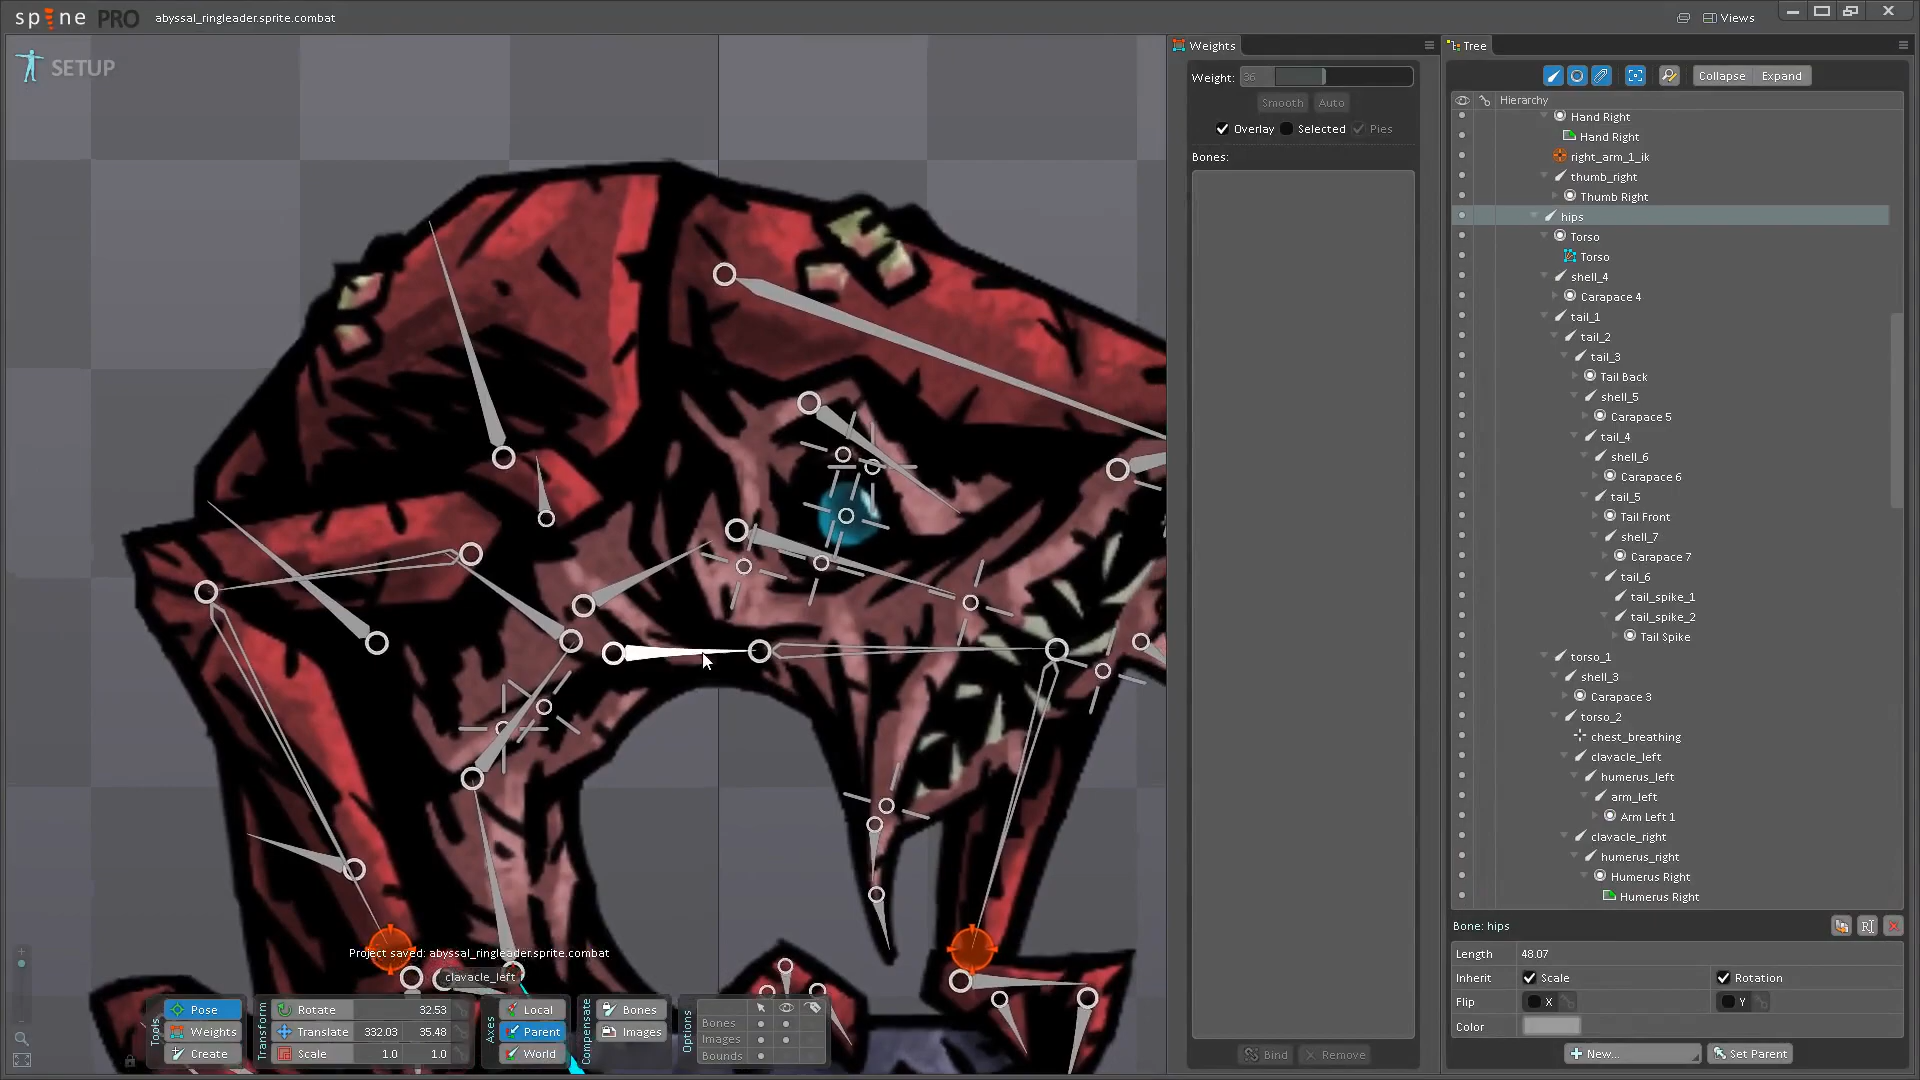 spine PRO abyssal_ringleader.sprite.combat Views
SETUP
Weights
Weight: 36
Smooth Auto
Overlay Selected Pies
Bones:
Bind Remove
Tree
Collapse Expand
Hierarchy
Hand Right
Hand Right
right_arm_1_ik
thumb_right
Thumb Right
hips
Torso
Torso
shell_4
Carapace 4
tail_1
tail_2
tail_3
Tail Back
shell_5
Carapace 5
tail_4
shell_6
Carapace 6
tail_5
Tail Front
shell_7
Carapace 7
tail_6
tail_spike_1
tail_spike_2
Tail Spike
torso_1
shell_3
Carapace 3
torso_2
chest_breathing
clavacle_left
humerus_left
arm_left
Arm Left 1
clavacle_right
humerus_right
Humerus Right
Humerus Right
Bone: hips
Length 48.07
Inherit Scale Rotation
Flip X Y
Color
New... Set Parent
Project saved: abyssal_ringleader.sprite.combat
clavacle_left
Tools
Pose
Weights
Create
Transform
Rotate 32.53
Translate 332.03 35.48
Scale 1.0 1.0
Axes
Local
Parent
World
Compensate
Bones
Images
Options
Bones
Images
Bounds